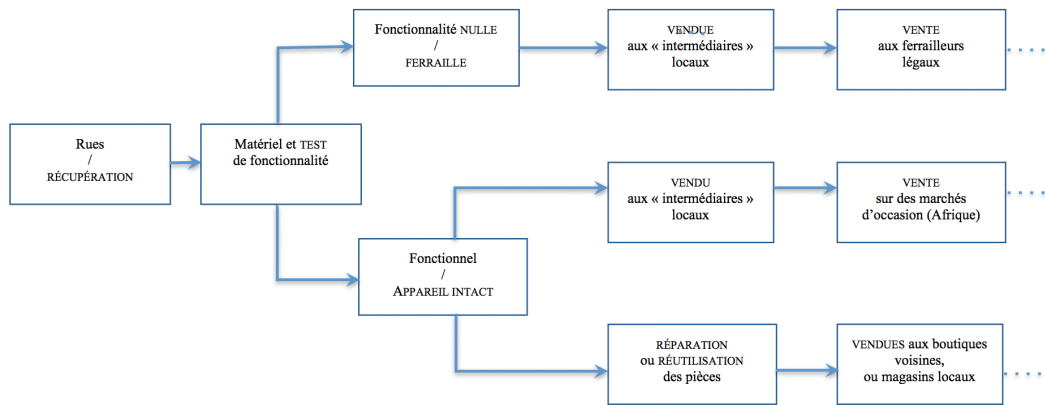 Fonctionnalité NULLE
/
FERRAILLE
VENDUE
aux « intermédiaires »
locaux
VENTE
aux ferrailleurs
légaux
Rues
/
RÉCUPÉRATION
Matériel et TEST
de fonctionnalité
VENDU
aux « intermédiaires »
locaux
VENTE
sur des marchés
d’occasion (Afrique)
Fonctionnel
/
APPAREIL INTACT
RÉPARATION
ou RÉUTILISATION
des pièces
VENDUES aux boutiques
voisines,
ou magasins locaux